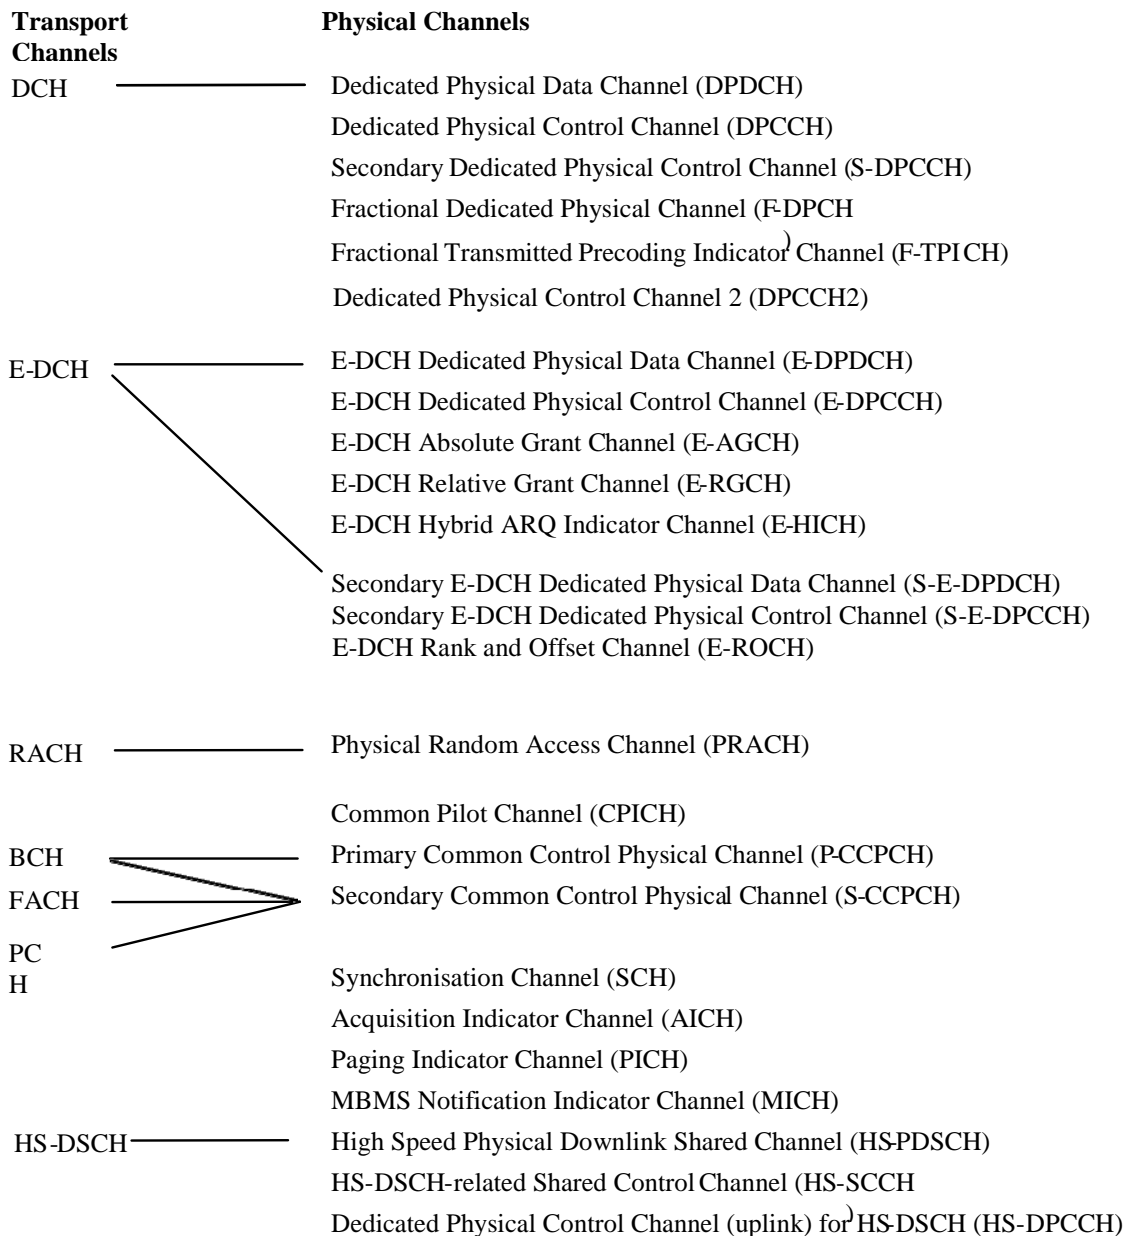 Transport Channels
Physical Channels
DCH
Dedicated Physical Data Channel (DPDCH)
Dedicated Physical Control Channel (DPCCH)
Secondary Dedicated Physical Control Channel (S-DPCCH)
Fractional Dedicated Physical Channel (F-DPCH
)
Fractional Transmitted Precoding Indicator Channel (F-TPICH)
Dedicated Physical Control Channel 2 (DPCCH2)
E-DCH
E-DCH Dedicated Physical Data Channel (E-DPDCH)
E-DCH Dedicated Physical Control Channel (E-DPCCH)
E-DCH Absolute Grant Channel (E-AGCH)
E-DCH Relative Grant Channel (E-RGCH)
E-DCH Hybrid ARQ Indicator Channel (E-HICH)
Secondary E-DCH Dedicated Physical Data Channel (S-E-DPDCH)
Secondary E-DCH Dedicated Physical Control Channel (S-E-DPCCH)
E-DCH Rank and Offset Channel (E-ROCH)
RACH
Physical Random Access Channel (PRACH)
Common Pilot Channel (CPICH)
BCH
Primary Common Control Physical Channel (P-CCPCH)
FACH
Secondary Common Control Physical Channel (S-CCPCH)
PC
H
Synchronisation Channel (SCH)
Acquisition Indicator Channel (AICH)
Paging Indicator Channel (PICH)
MBMS Notification Indicator Channel (MICH)
HS-DSCH
High Speed Physical Downlink Shared Channel (HS-PDSCH)
HS-DSCH-related Shared Control Channel (HS-SCCH
)
Dedicated Physical Control Channel (uplink) for HS-DSCH (HS-DPCCH)